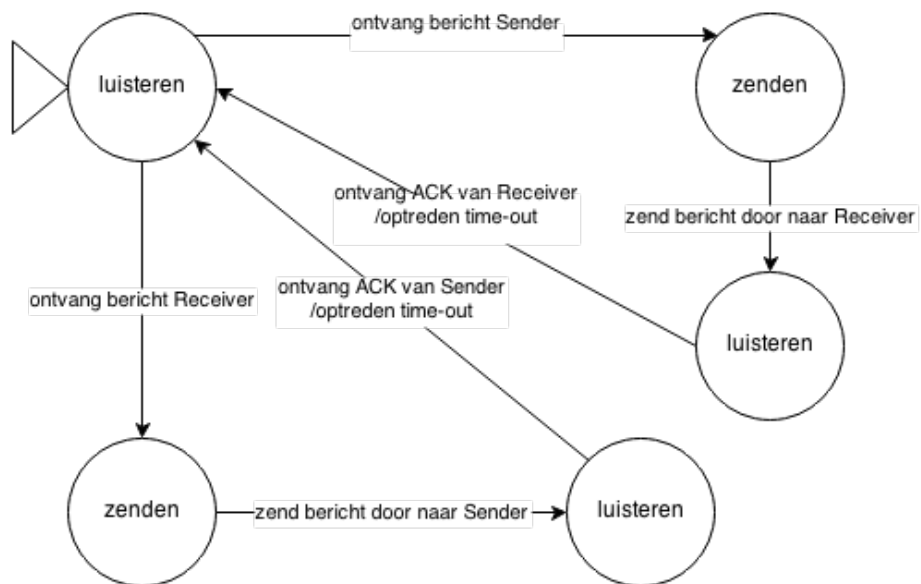 ontvang bericht Sender
luisteren
zenden
ontvang ACK van Receiver
/optreden time-out
zend bericht door naar Receiver
ontvang ACK van Sender
/optreden time-out
ontvang bericht Receiver
luisteren
zenden
zend bericht door naar Sender
luisteren